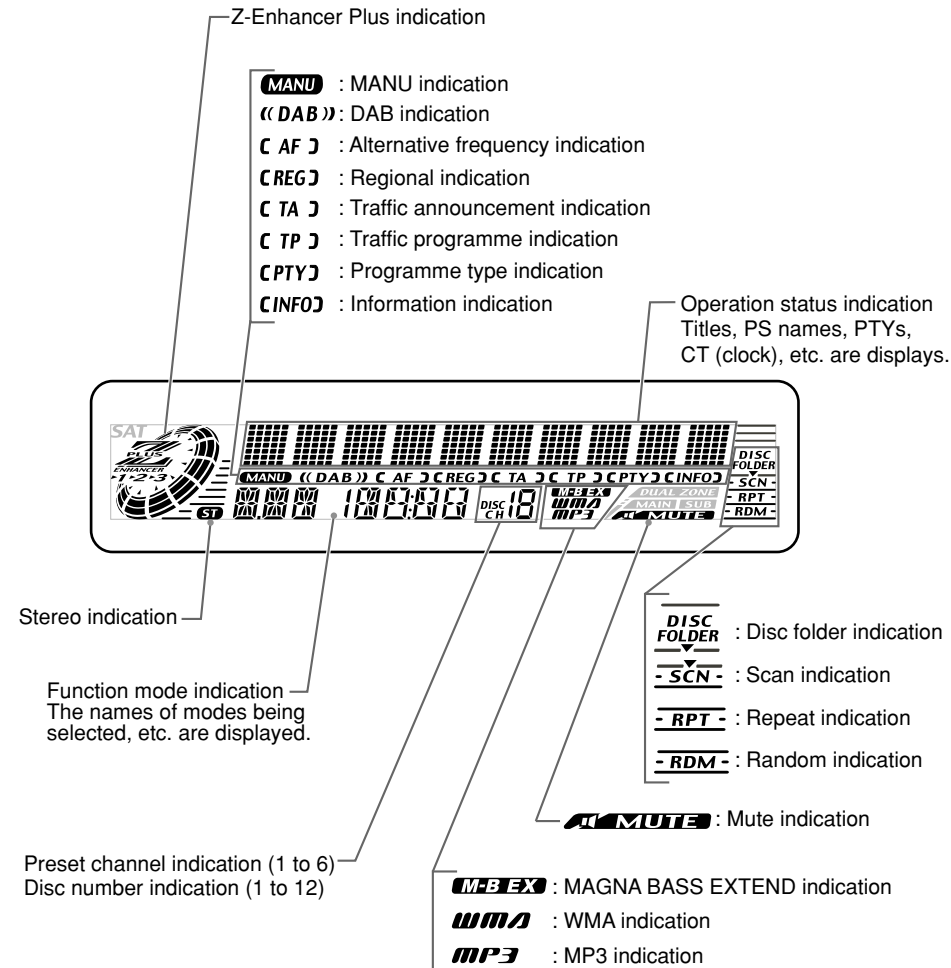 Z-Enhancer Plus indication
MANU : MANU indication
((DAB)) : DAB indication
[ AF ] : Alternative frequency indication
[REG] : Regional indication
[ TA ] : Traffic announcement indication
[ TP ] : Traffic programme indication
[PTY] : Programme type indication
[INFO] : Information indication
Operation status indication
Titles, PS names, PTYs,
CT (clock), etc. are displays.
SAT
Z
PLUS
ENHANCER
1·2·3
ST
MANU ((DAB)) [ AF ] [REG] [ TA ] [ TP ] [PTY] [INFO]
DISC
CH 18
M-B EX
WMA
MP3
DUAL ZONE
MAIN SUB
MUTE
DISC
FOLDER
- SCN -
- RPT -
- RDM -
Stereo indication
Function mode indication
The names of modes being
selected, etc. are displayed.
DISC
FOLDER : Disc folder indication
- SCN - : Scan indication
- RPT - : Repeat indication
- RDM - : Random indication
MUTE : Mute indication
Preset channel indication (1 to 6)
Disc number indication (1 to 12)
M-B EX : MAGNA BASS EXTEND indication
WMA : WMA indication
MP3 : MP3 indication